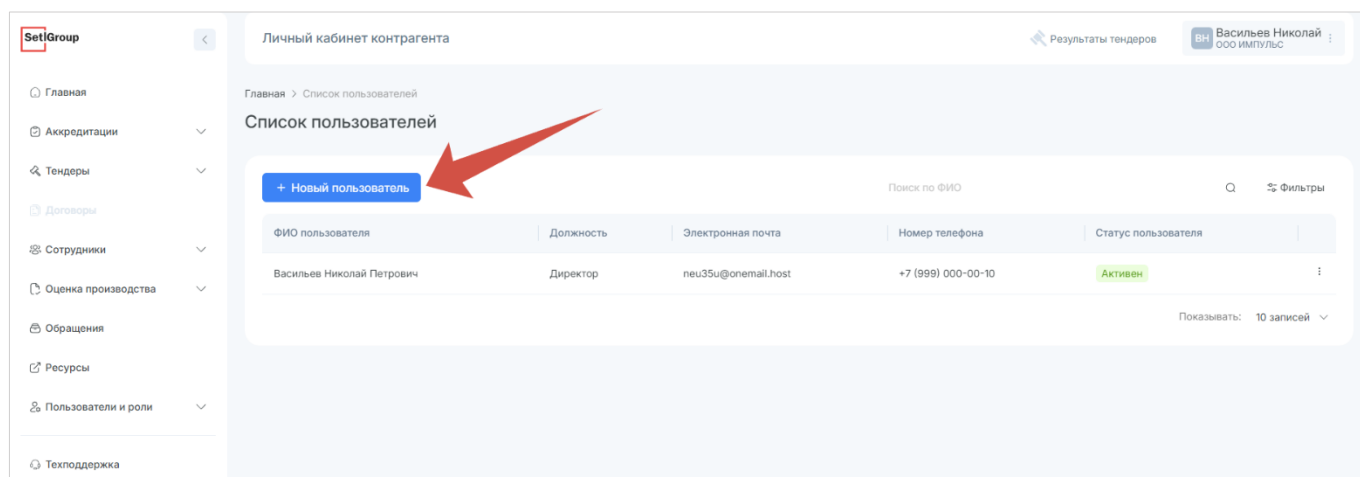 SetlGroup
Личный кабинет контрагента
Результаты тендеров
ВН
Васильев Николай
ООО ИМПУЛЬС
Главная
Аккредитации
Тендеры
Договоры
Сотрудники
Оценка производства
Обращения
Ресурсы
Пользователи и роли
Техподдержка
Главная > Список пользователей
Список пользователей
+ Новый пользователь
Поиск по ФИО
Фильтры
ФИО пользователя Должность Электронная почта Номер телефона Статус пользователя
Васильев Николай Петрович Директор neu35u@onemail.host +7 (999) 000-00-10 Активен
Показывать: 10 записей